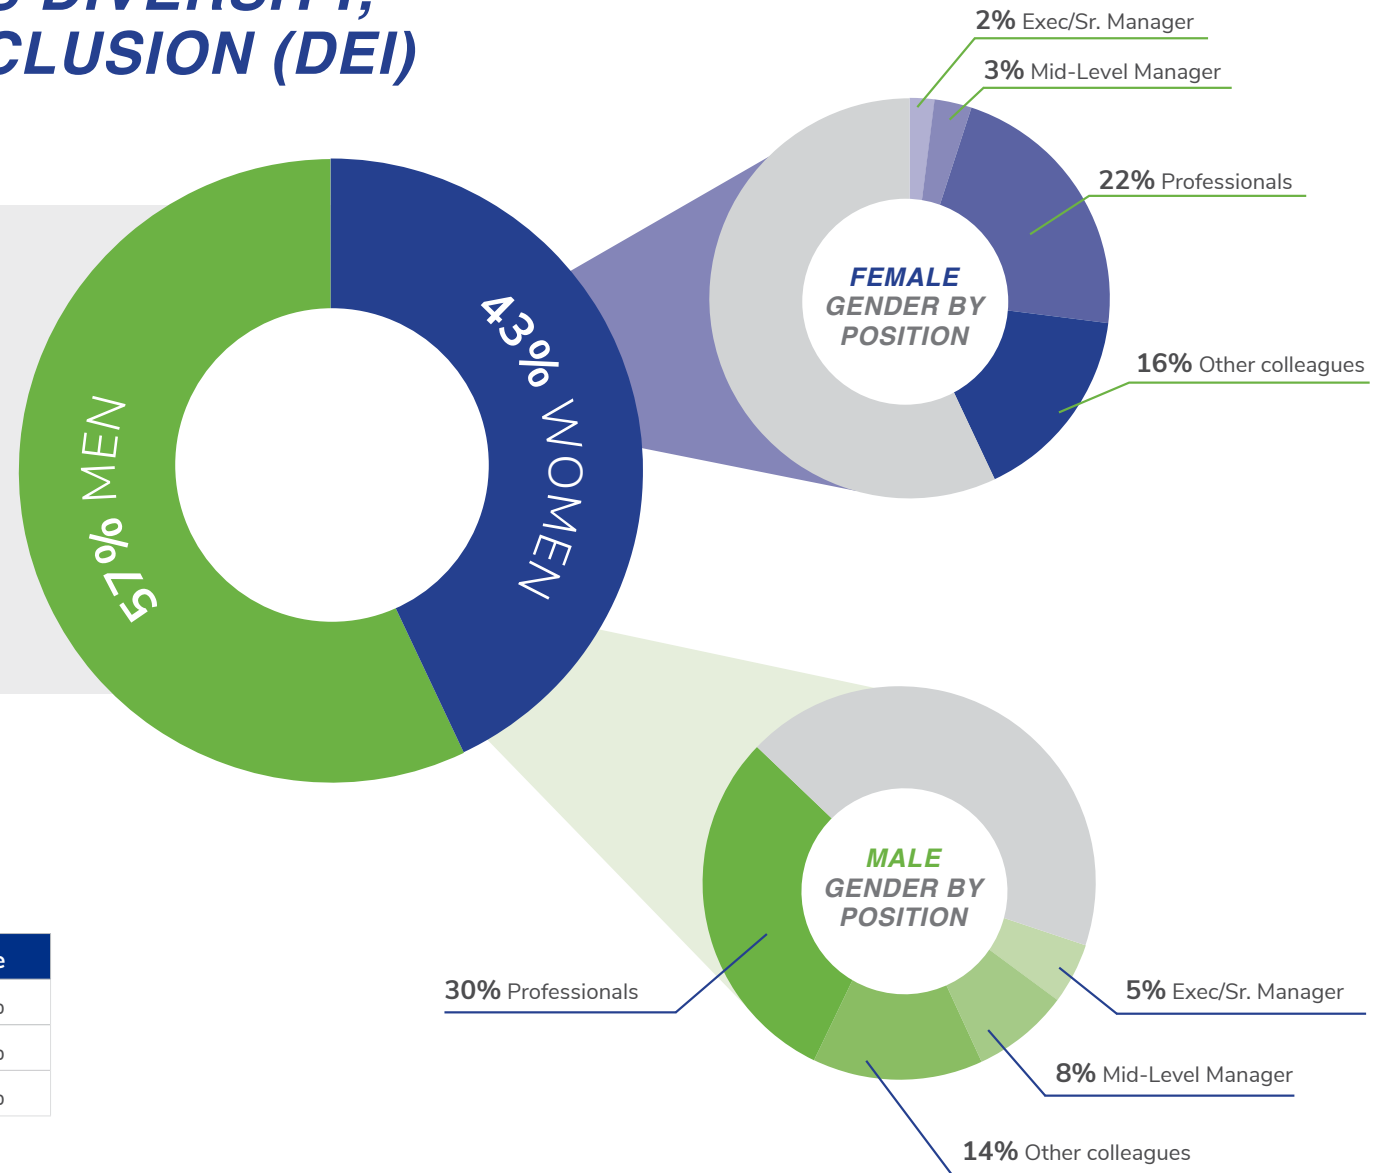 DIVERSITY,
CLUSION (DEI)
2% Exec/Sr. Manager
3% Mid-Level Manager
22% Professionals
16% Other colleagues
FEMALE
GENDER BY
POSITION
43% WOMEN
57% MEN
MALE
GENDER BY
POSITION
30% Professionals
5% Exec/Sr. Manager
8% Mid-Level Manager
14% Other colleagues